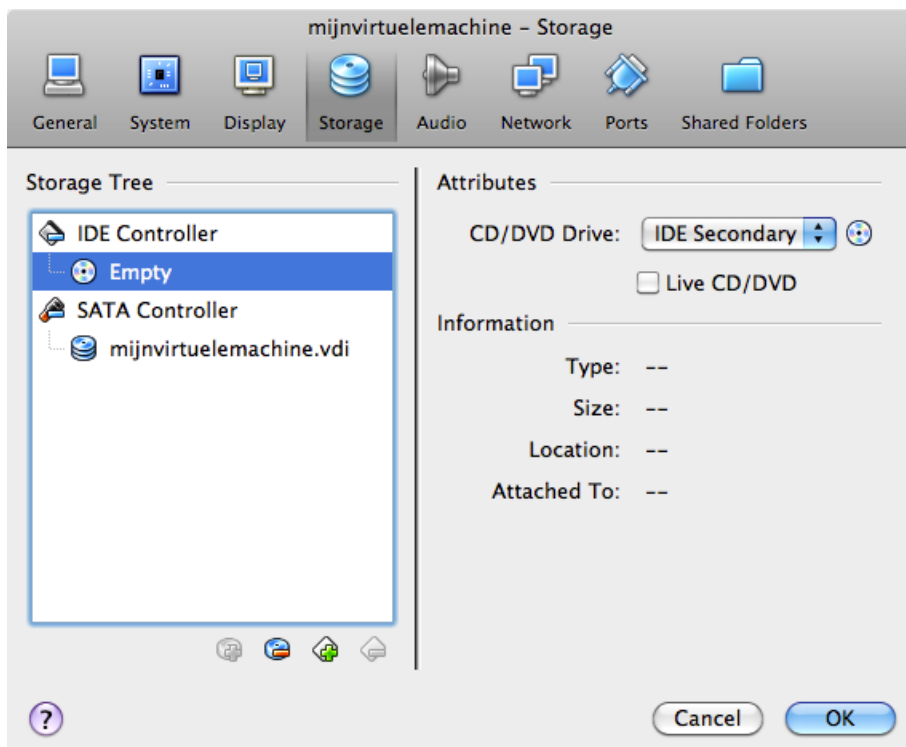 mijnvirtuelemachine – Storage
General System Display Storage Audio Network Ports Shared Folders
Storage Tree
IDE Controller
Empty
SATA Controller
mijnvirtuelemachine.vdi
Attributes
CD/DVD Drive: IDE Secondary
Live CD/DVD
Information
Type: --
Size: --
Location: --
Attached To: --
? Cancel OK